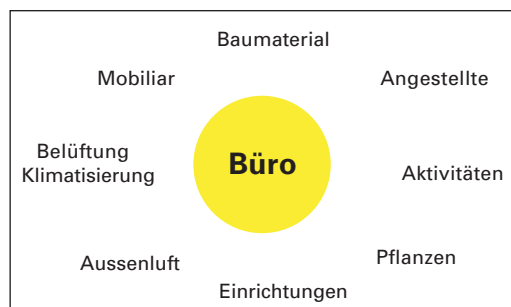 Baumaterial
Mobiliar
Angestellte
Belüftung
Klimatisierung
Büro
Aktivitäten
Aussenluft
Pflanzen
Einrichtungen